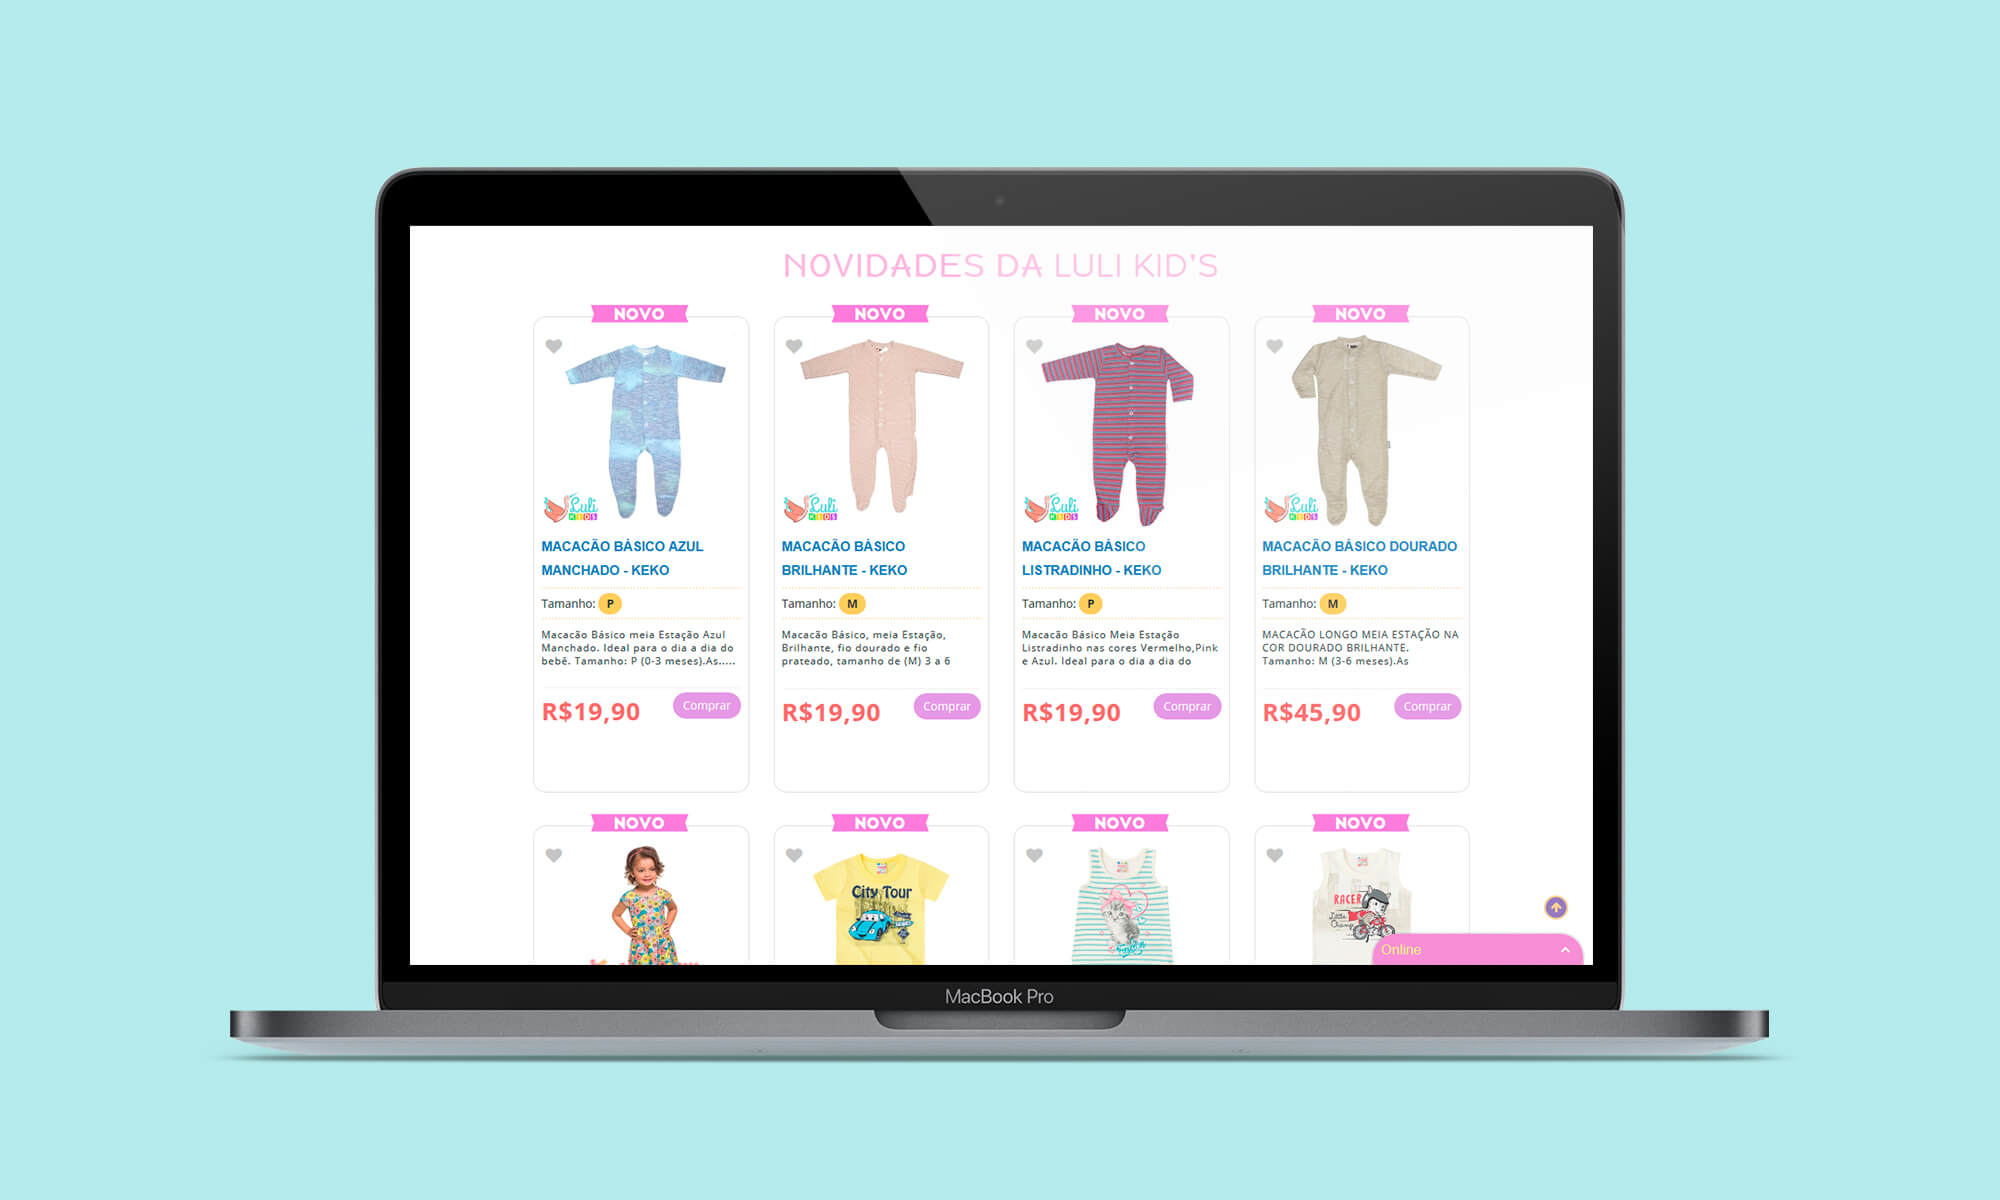 NOVIDADES DA LULI KID'S
NOVO
NOVO
NOVO
NOVO
Luli
KIDS
Luli
KIDS
Luli
KIDS
Luli
KIDS
MACACÃO BÁSICO AZUL
MANCHADO - KEKO
Tamanho: P
Macacão Básico meia Estação Azul
Manchado. Ideal para o dia a dia do
bebê. Tamanho: P (0-3 meses).As.....
R$19,90
Comprar
MACACÃO BÁSICO
BRILHANTE - KEKO
Tamanho: M
Macacão Básico, meia Estação,
Brilhante, fio dourado e fio
prateado, tamanho de (M) 3 a 6
R$19,90
Comprar
MACACÃO BÁSICO
LISTRADINHO - KEKO
Tamanho: P
Macacão Básico Meia Estação
Listradinho nas cores Vermelho,Pink
e Azul. Ideal para o dia a dia do
R$19,90
Comprar
MACACÃO BÁSICO DOURADO
BRILHANTE - KEKO
Tamanho: M
MACACÃO LONGO MEIA ESTAÇÃO NA
COR DOURADO BRILHANTE.
Tamanho: M (3-6 meses).As
R$45,90
Comprar
NOVO
NOVO
NOVO
NOVO
City Tour
RACER
Online
MacBook Pro